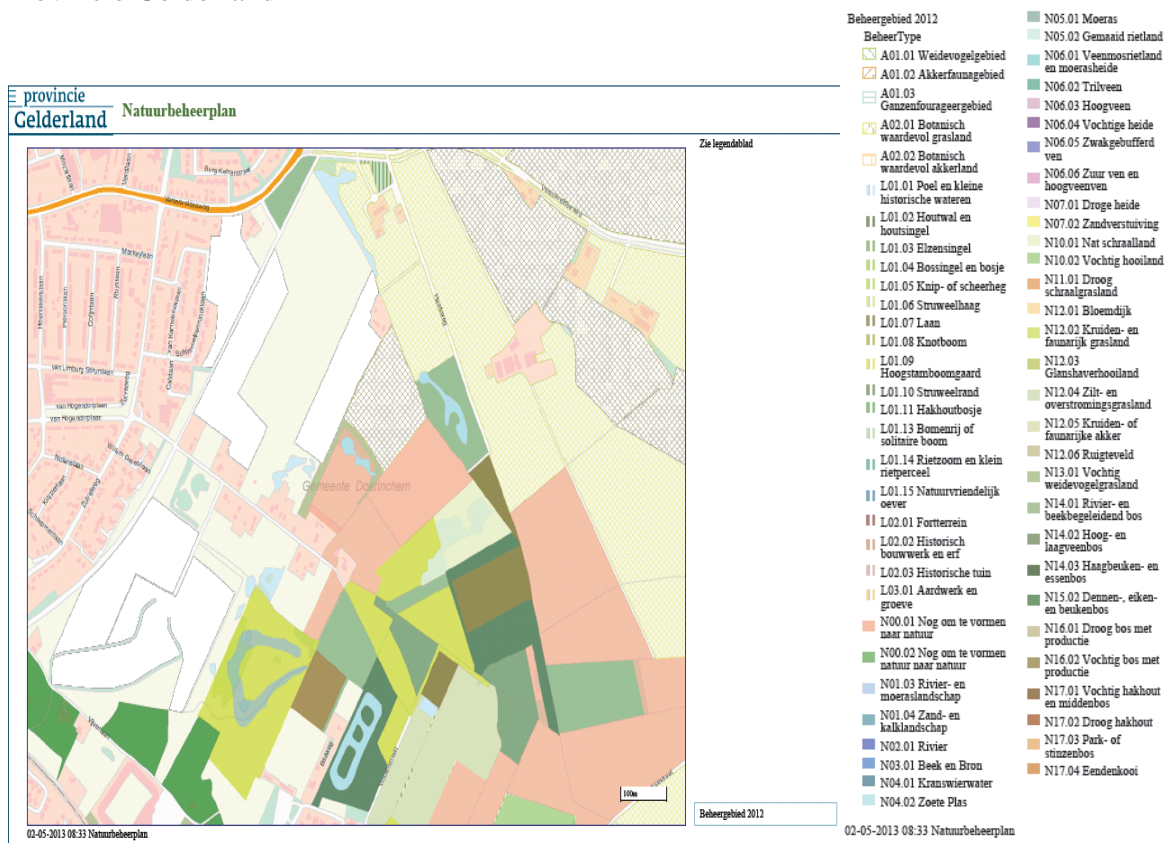 provincie
Gelderland
Natuurbeheerplan
Zie legendablad
Mackaylaan
van Limburg Stirumlaan
van Hogendorplaan
van Hogendorplaan
Gemeente Doetinchem
100m
Beheergebied 2012
02-05-2013 08:33 Natuurbeheerplan
Beheergebied 2012
BeheerType
A01.01 Weidevogelgebied
A01.02 Akkerfaunagebied
A01.03
Ganzenfourageergebied
A02.01 Botanisch
waardevol grasland
A02.02 Botanisch
waardevol akkerland
L01.01 Poel en kleine
historische wateren
L01.02 Houtwal en
houtsingel
L01.03 Elzensingel
L01.04 Bossingel en bosje
L01.05 Knip- of scheerheg
L01.06 Struweelhaag
L01.07 Laan
L01.08 Knotboom
L01.09
Hoogstamboomgaard
L01.10 Struweelrand
L01.11 Hakhoutbosje
L01.13 Bomenrij of
solitaire boom
L01.14 Rietzoom en klein
rietperceel
L01.15 Natuurvriendelijk
oever
L02.01 Fortterrein
L02.02 Historisch
bouwwerk en erf
L02.03 Historische tuin
L03.01 Aardwerk en
groeve
N00.01 Nog om te vormen
naar natuur
N00.02 Nog om te vormen
natuur naar natuur
N01.03 Rivier- en
moeraslandschap
N01.04 Zand- en
kalklandschap
N02.01 Rivier
N03.01 Beek en Bron
N04.01 Kranswierwater
N04.02 Zoete Plas
02-05-2013 08:33 Natuurbeheerplan
N05.01 Moeras
N05.02 Gemaaid rietland
N06.01 Veenmosrietland
en moerasheide
N06.02 Trilveen
N06.03 Hoogveen
N06.04 Vochtige heide
N06.05 Zwakgebufferd
ven
N06.06 Zuur ven en
hoogveenven
N07.01 Droge heide
N07.02 Zandverstuiving
N10.01 Nat schraalland
N10.02 Vochtig hooiland
N11.01 Droog
schraalgrasland
N12.01 Bloemdijk
N12.02 Kruiden- en
faunarijk grasland
N12.03
Glanshaverhooiland
N12.04 Zilt- en
overstromingsgrasland
N12.05 Kruiden- of
faunarijke akker
N12.06 Ruigteveld
N13.01 Vochtig
weidevogelgrasland
N14.01 Rivier- en
beekbegeleidend bos
N14.02 Hoog- en
laagveenbos
N14.03 Haagbeuken- en
essenbos
N15.02 Dennen-, eiken-
en beukenbos
N16.01 Droog bos met
productie
N16.02 Vochtig bos met
productie
N17.01 Vochtig hakhout
en middenbos
N17.02 Droog hakhout
N17.03 Park- of
stinzenbos
N17.04 Eendenkooi